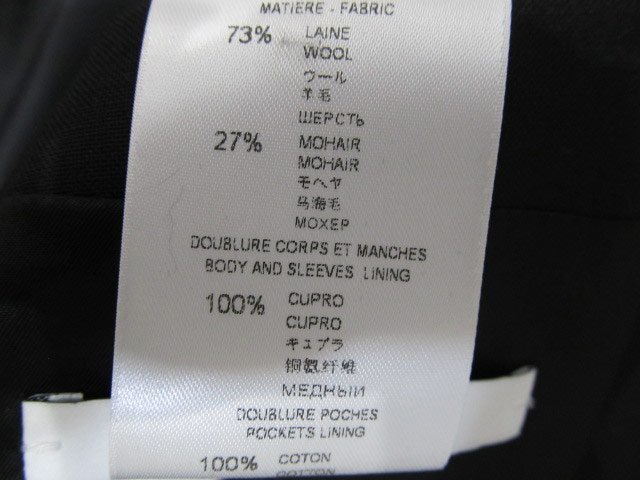 MATIERE - FABRIC
73% LAINE
WOOL
ウール
羊毛
ШЕРСТЬ
27% MOHAIR
MOHAIR
モヘヤ
马海毛
МОХЕР
DOUBLURE CORPS ET MANCHES
BODY AND SLEEVES LINING
100% CUPRO
CUPRO
キュプラ
铜氨纤维
МЕДНЫЙ
DOUBLURE POCHES
POCKETS LINING
100% COTON
COTTON